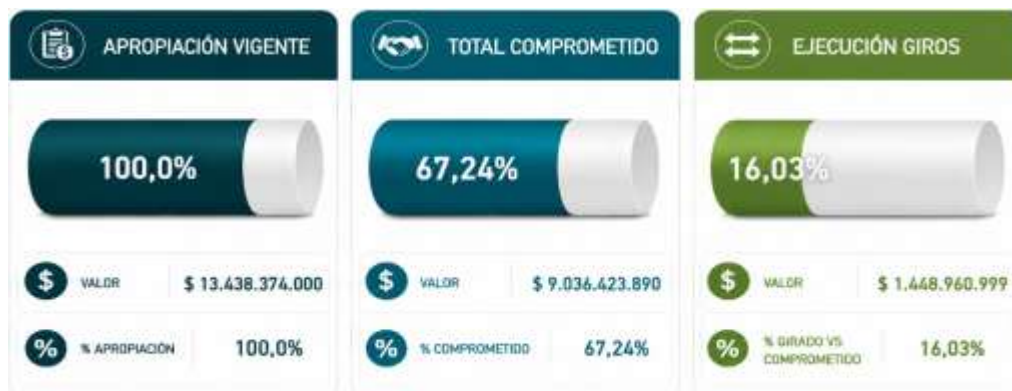 APROPIACIÓN VIGENTE
100,0%
$ VALOR $ 13.438.374.000
% % APROPIACIÓN 100,0%
TOTAL COMPROMETIDO
67,24%
$ VALOR $ 9.036.423.890
% % COMPROMETIDO 67,24%
EJECUCIÓN GIROS
16,03%
$ VALOR $ 1.448.960.999
% % GIRADO VS
COMPROMETIDO 16,03%